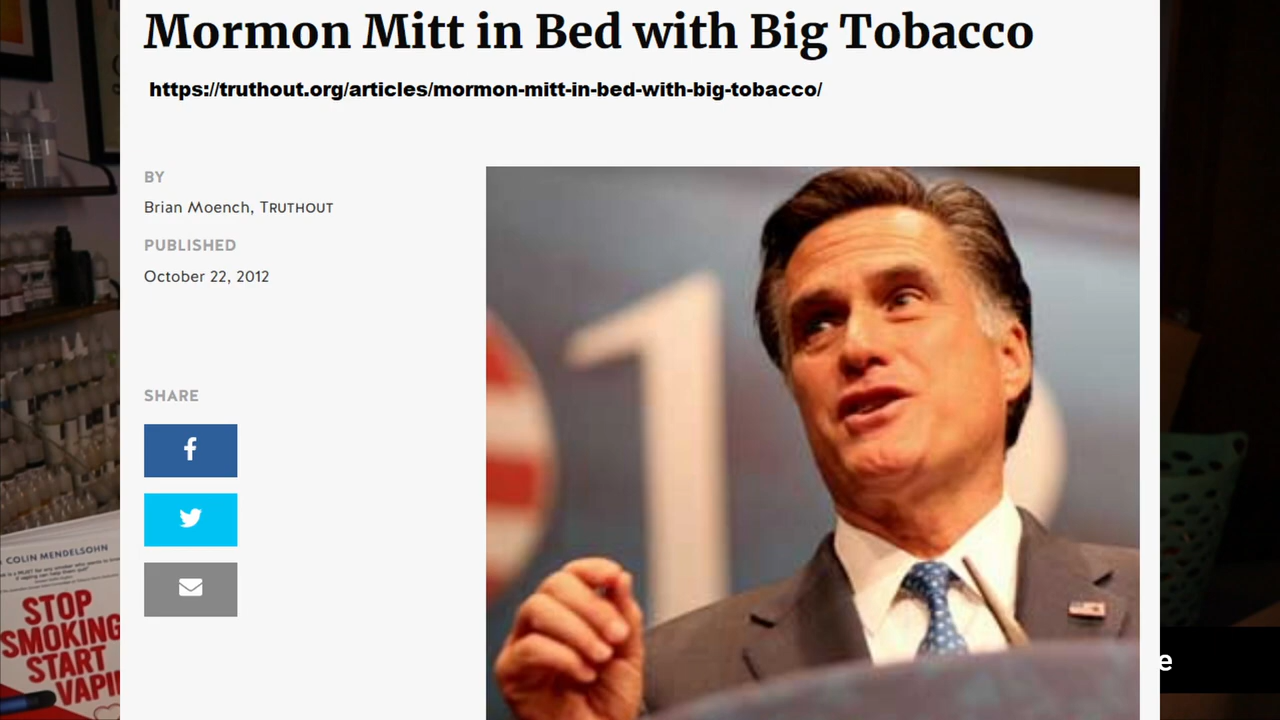 Mormon Mitt in Bed with Big Tobacco
https://truthout.org/articles/mormon-mitt-in-bed-with-big-tobacco/
BY
Brian Moench, TRUTHOUT
PUBLISHED
October 22, 2012
SHARE
1
COLIN MENDELSOHN
STOP
SMOKING
START
VAPI
e